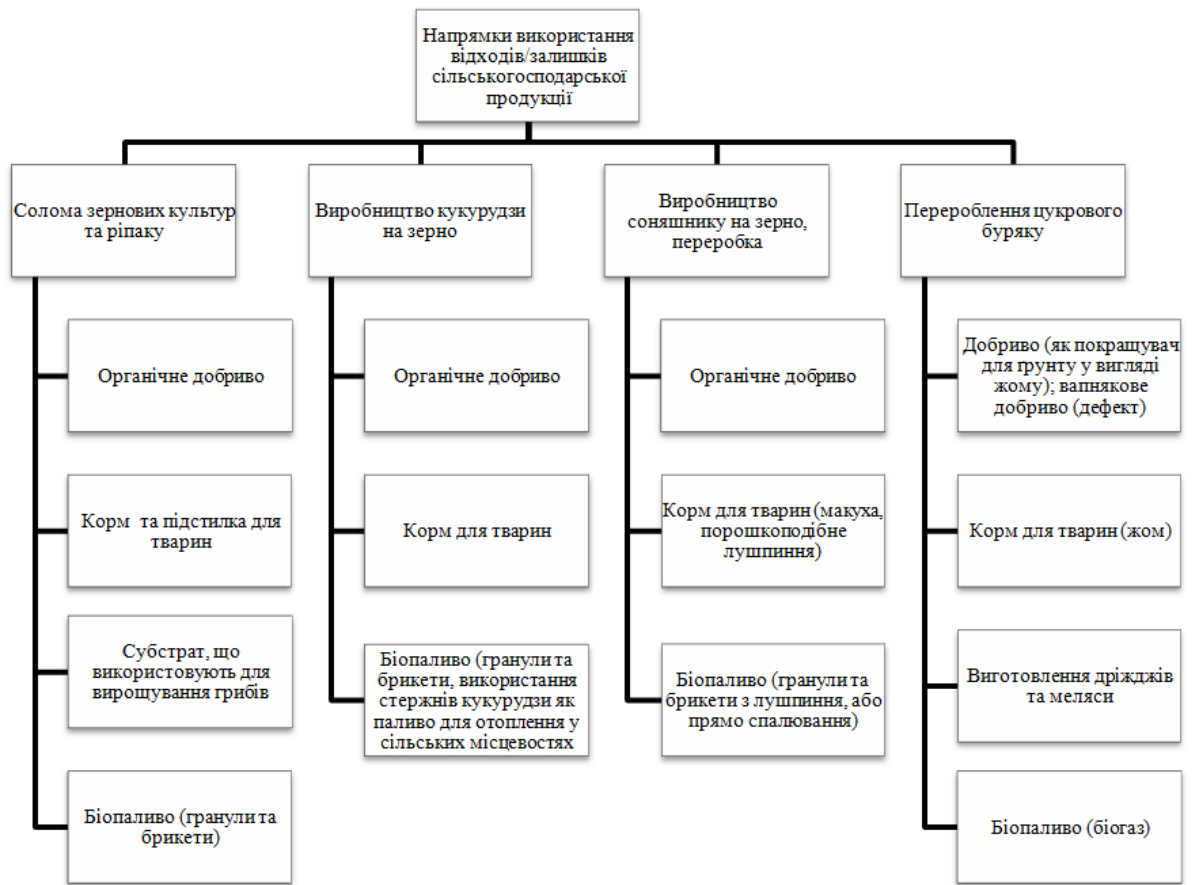 Напрямки використання
відходів/залишків
сільськогосподарської
продукції
Солома зернових культур
та ріпаку
Органічне добриво
Корм та підстилка для
тварин
Субстрат, що
використовують для
вирощування грибів
Біопаливо (гранули та
брикети)
Виробництво кукурудзи
на зерно
Органічне добриво
Корм для тварин
Біопаливо (гранули та
брикети, використання
стержнів кукурудзи як
паливо для отоплення у
сільських місцевостях
Виробництво
соняшнику на зерно,
переробка
Органічне добриво
Корм для тварин (макуха,
порошкоподібне
лушпиння)
Біопаливо (гранули та
брикети з лушпиння, або
прямо спалювання)
Перероблення цукрового
буряку
Добриво (як покращувач
для ґрунту у вигляді
жому); вапнякове
добриво (дефект)
Корм для тварин (жом)
Виготовлення дріжджів
та меляси
Біопаливо (біогаз)